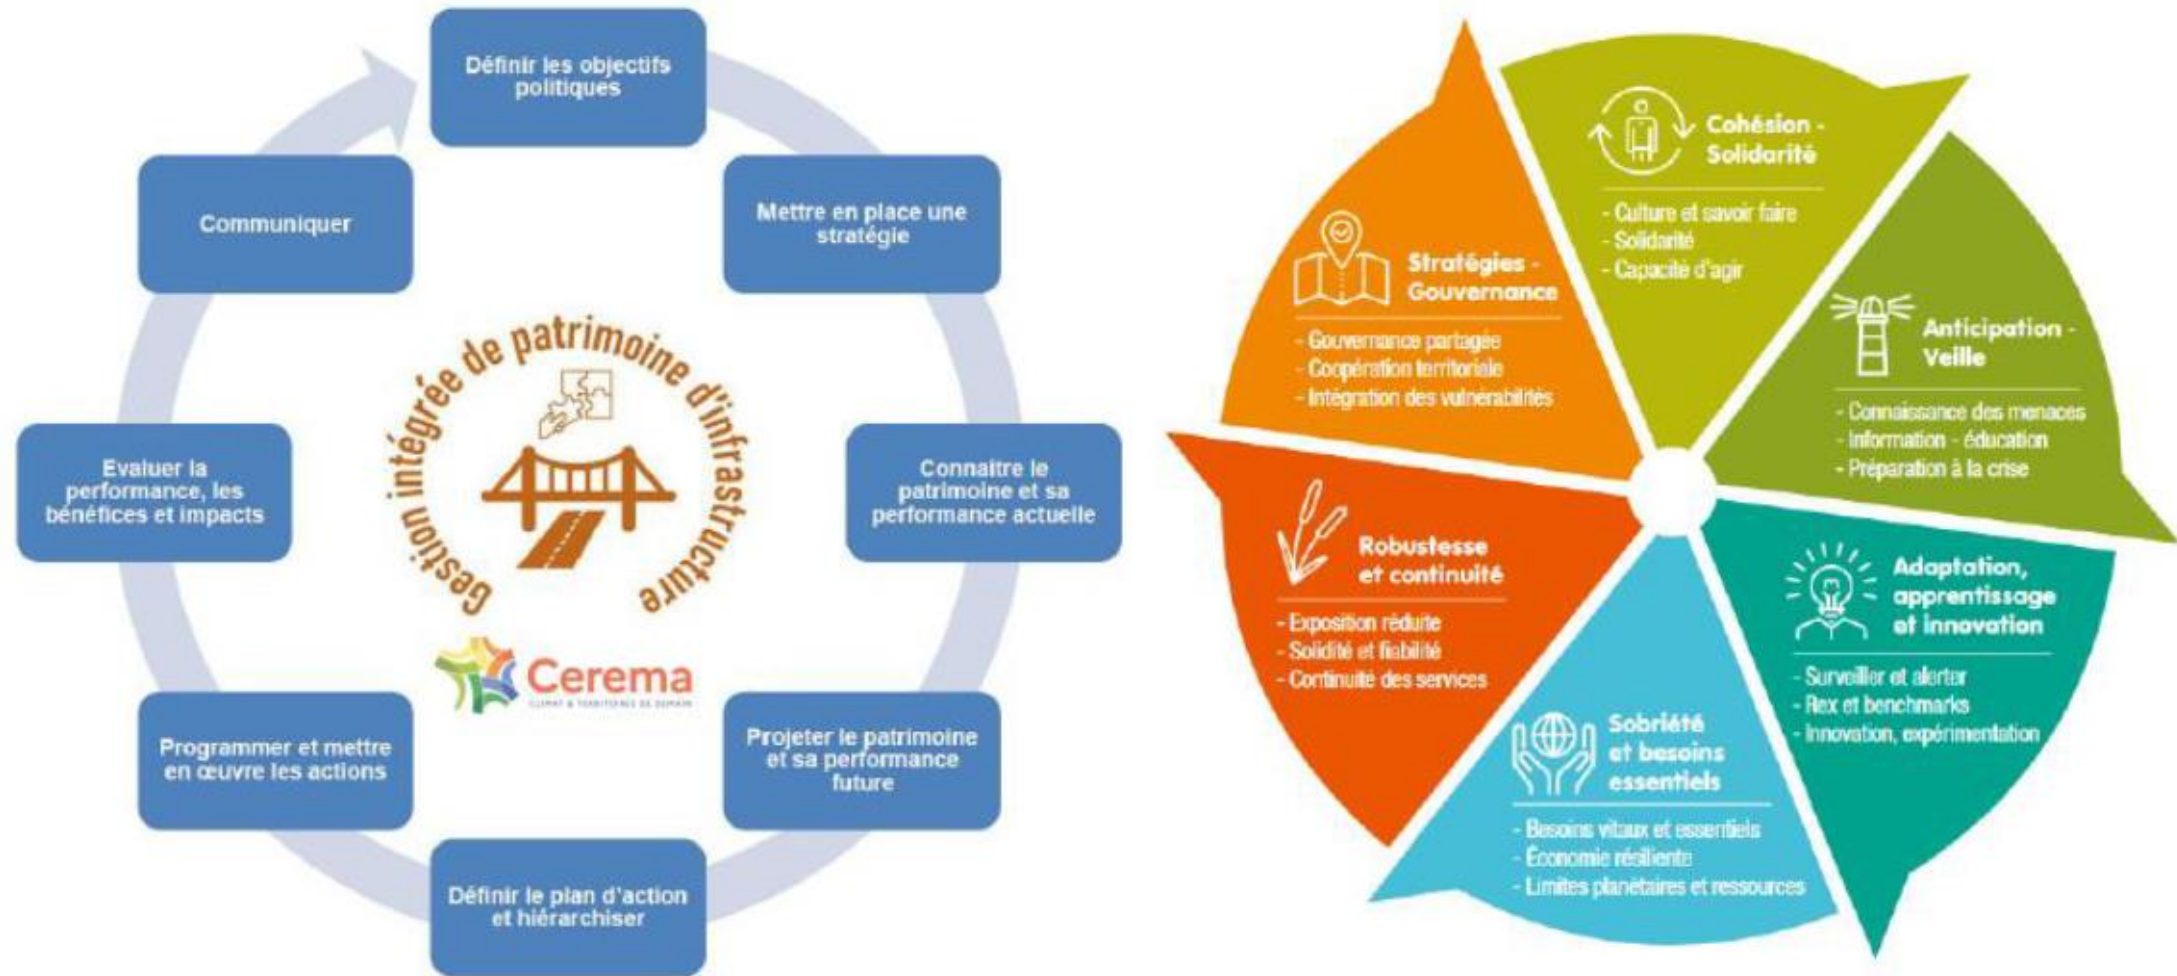 Définir les objectifs
politiques
Mettre en place une
stratégie
Connaitre le
patrimoine et sa
performance actuelle
Projeter le patrimoine
et sa performance
future
Définir le plan d'action
et hiérarchiser
Programmer et mettre
en œuvre les actions
Evaluer la
performance, les
bénéfices et impacts
Communiquer
Gestion intégrée de patrimoine d'infrastructure
Cerema
CLIMAT & TERRITOIRES DE DEMAIN
Cohésion -
Solidarité
- Culture et savoir faire
- Solidarité
- Capacité d'agir
Anticipation -
Veille
- Connaissance des menaces
- Information - éducation
- Préparation à la crise
Adaptation,
apprentissage
et innovation
- Surveiller et alerter
- Rex et benchmarks
- Innovation, expérimentation
Sobriété
et besoins
essentiels
- Besoins vitaux et essentiels
- Économie résiliente
- Limites planétaires et ressources
Robustesse
et continuité
- Exposition réduite
- Solidité et fiabilité
- Continuité des services
Stratégies -
Gouvernance
- Gouvernance partagée
- Coopération territoriale
- Intégration des vulnérabilités